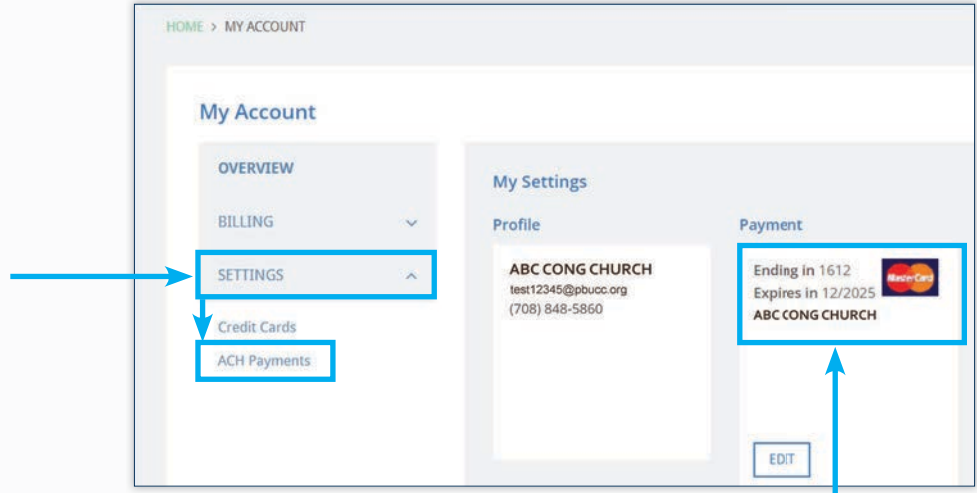 HOME > MY ACCOUNT
My Account
OVERVIEW
BILLING
SETTINGS
Credit Cards
ACH Payments
My Settings
Profile
ABC CONG CHURCH
test12345@pbucc.org
(708) 848-5860
Payment
Ending in 1612
MasterCard
Expires in 12/2025
ABC CONG CHURCH
EDIT